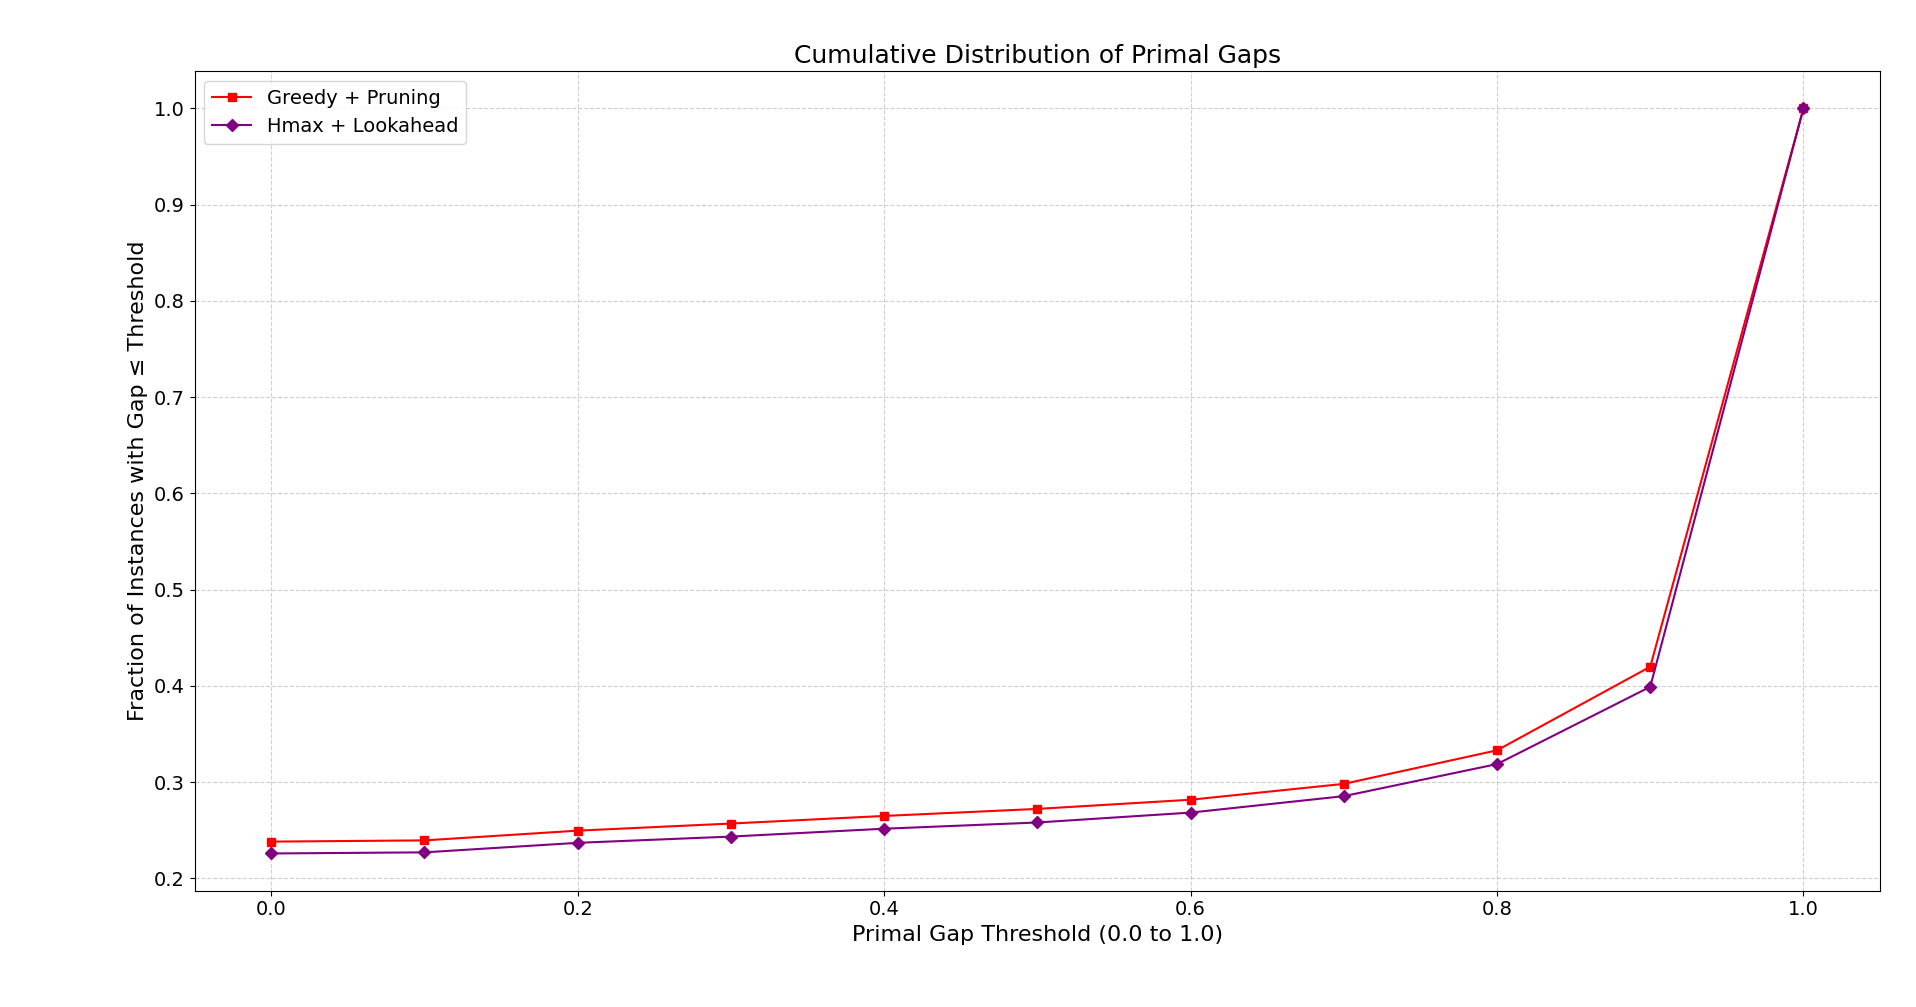 Cumulative Distribution of Primal Gaps
Greedy + Pruning
Hmax + Lookahead
Fraction of Instances with Gap ≤ Threshold
1.0
0.9
0.8
0.7
0.6
0.5
0.4
0.3
0.2
0.0 0.2 0.4 0.6 0.8 1.0
Primal Gap Threshold (0.0 to 1.0)